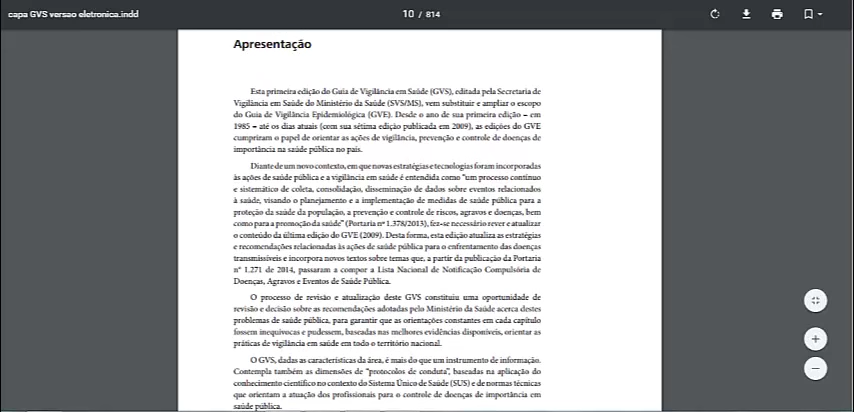 capa GVS versao eletronica.indd
10 / 814
Apresentação
Esta primeira edição do Guia de Vigilância em Saúde (GVS), editada pela Secretaria de
Vigilância em Saúde do Ministério da Saúde (SVS/MS), vem substituir e ampliar o escopo
do Guia de Vigilância Epidemiológica (GVE). Desde o ano de sua primeira edição – em
1985 – até os dias atuais (com sua sétima edição publicada em 2009), as edições do GVE
cumpriram o papel de orientar as ações de vigilância, prevenção e controle de doenças de
importância na saúde pública no país.
Diante de um novo contexto, em que novas estratégias e tecnologias foram incorporadas
às ações de saúde pública e a vigilância em saúde é entendida como "um processo contínuo
e sistemático de coleta, consolidação, disseminação de dados sobre eventos relacionados
à saúde, visando o planejamento e a implementação de medidas de saúde pública para a
proteção da saúde da população, a prevenção e controle de riscos, agravos e doenças, bem
como para a promoção da saúde" (Portaria nº 1.378/2013), fez-se necessário rever e atualizar
o conteúdo da última edição do GVE (2009). Desta forma, esta edição atualiza as estratégias
e recomendações relacionadas às ações de saúde pública para o enfrentamento das doenças
transmissíveis e incorpora novos textos sobre temas que, a partir da publicação da Portaria
nº 1.271 de 2014, passaram a compor a Lista Nacional de Notificação Compulsória de
Doenças, Agravos e Eventos de Saúde Pública.
O processo de revisão e atualização deste GVS constituiu uma oportunidade de
revisão e decisão sobre as recomendações adotadas pelo Ministério da Saúde acerca destes
problemas de saúde pública, para garantir que as orientações constantes em cada capítulo
fossem inequívocas e pudessem, baseadas nas melhores evidências disponíveis, orientar as
práticas de vigilância em saúde em todo o território nacional.
O GVS, dadas as características da área, é mais do que um instrumento de informação.
Contempla também as dimensões de "protocolos de conduta", baseadas na aplicação do
conhecimento científico no contexto do Sistema Único de Saúde (SUS) e de normas técnicas
que orientam a atuação dos profissionais para o controle de doenças de importância em
saúde pública.